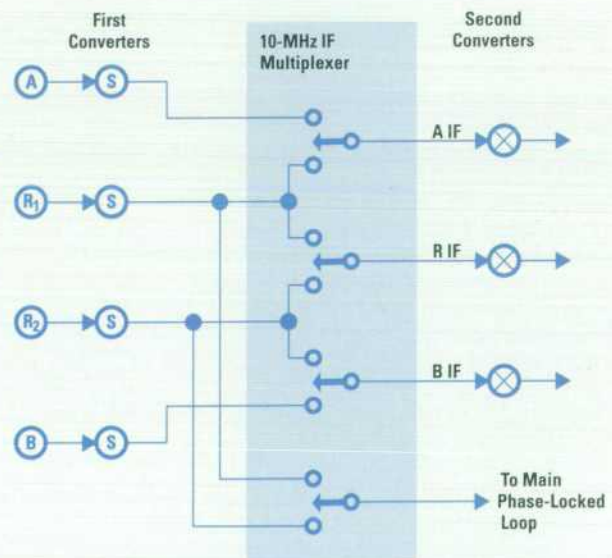 First
Converters
10-MHz IF
Multiplexer
Second
Converters
A
S
A IF
R1
S
R IF
R2
S
B IF
B
S
To Main
Phase-Locked
Loop